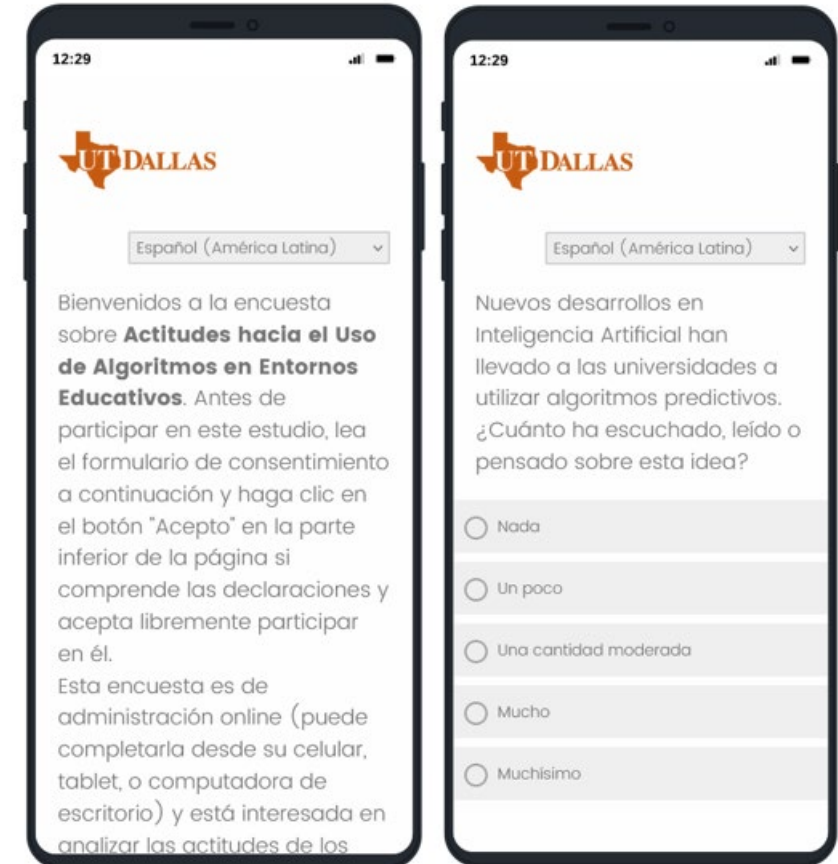 12:29
UT DALLAS
Español (América Latina)
Bienvenidos a la encuesta
sobre Actitudes hacia el Uso
de Algoritmos en Entornos
Educativos. Antes de
participar en este estudio, lea
el formulario de consentimiento
a continuación y haga clic en
el botón "Acepto" en la parte
inferior de la página si
comprende las declaraciones y
acepta libremente participar
en él.
Esta encuesta es de
administración online (puede
completarla desde su celular,
tablet, o computadora de
escritorio) y está interesada en
analizar las actitudes de los
12:29
UT DALLAS
Español (América Latina)
Nuevos desarrollos en
Inteligencia Artificial han
llevado a las universidades a
utilizar algoritmos predictivos.
¿Cuánto ha escuchado, leído o
pensado sobre esta idea?
Nada
Un poco
Una cantidad moderada
Mucho
Muchísimo